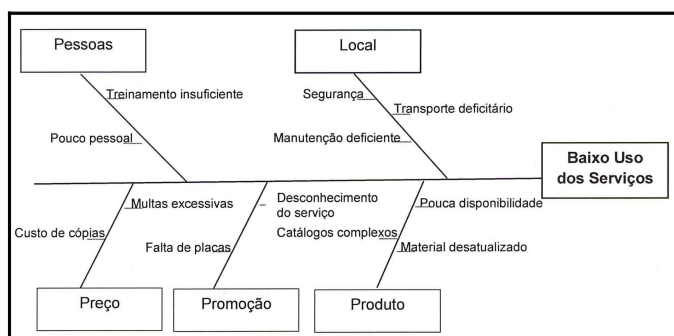 Pessoas
Local
Treinamento insuficiente
Segurança
Transporte deficitário
Pouco pessoal
Manutenção deficiente
Baixo Uso
dos Serviços
Multas excessivas
Desconhecimento
do serviço
Pouca disponibilidade
Custo de cópias
Falta de placas
Catálogos complexos
Material desatualizado
Preço
Promoção
Produto